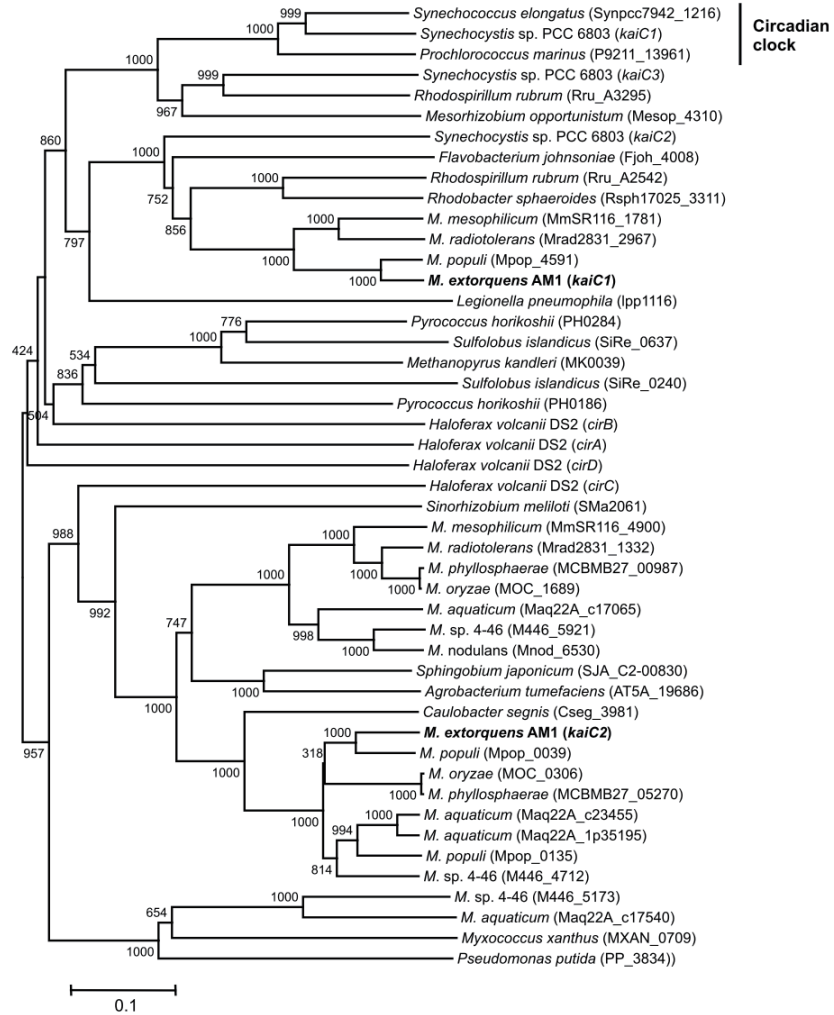 Synechococcus elongatus (Synpcc7942_1216)
Synechocystis sp. PCC 6803 (kaiC1)
Prochlorococcus marinus (P9211_13961)
Circadian
clock
Synechocystis sp. PCC 6803 (kaiC3)
Rhodospirillum rubrum (Rru_A3295)
Mesorhizobium opportunistum (Mesop_4310)
Synechocystis sp. PCC 6803 (kaiC2)
Flavobacterium johnsoniae (Fjoh_4008)
Rhodospirillum rubrum (Rru_A2542)
Rhodobacter sphaeroides (Rsph17025_3311)
M. mesophilicum (MmSR116_1781)
M. radiotolerans (Mrad2831_2967)
M. populi (Mpop_4591)
M. extorquens AM1 (kaiC1)
Legionella pneumophila (lpp1116)
Pyrococcus horikoshii (PH0284)
Sulfolobus islandicus (SiRe_0637)
Methanopyrus kandleri (MK0039)
Sulfolobus islandicus (SiRe_0240)
Pyrococcus horikoshii (PH0186)
Haloferax volcanii DS2 (cirB)
Haloferax volcanii DS2 (cirA)
Haloferax volcanii DS2 (cirD)
Haloferax volcanii DS2 (cirC)
Sinorhizobium meliloti (SMa2061)
M. mesophilicum (MmSR116_4900)
M. radiotolerans (Mrad2831_1332)
M. phyllosphaerae (MCBMB27_00987)
M. oryzae (MOC_1689)
M. aquaticum (Maq22A_c17065)
M. sp. 4-46 (M446_5921)
M. nodulans (Mnod_6530)
Sphingobium japonicum (SJA_C2-00830)
Agrobacterium tumefaciens (AT5A_19686)
Caulobacter segnis (Cseg_3981)
M. extorquens AM1 (kaiC2)
M. populi (Mpop_0039)
M. oryzae (MOC_0306)
M. phyllosphaerae (MCBMB27_05270)
M. aquaticum (Maq22A_c23455)
M. aquaticum (Maq22A_1p35195)
M. populi (Mpop_0135)
M. sp. 4-46 (M446_4712)
M. sp. 4-46 (M446_5173)
M. aquaticum (Maq22A_c17540)
Myxococcus xanthus (MXAN_0709)
Pseudomonas putida (PP_3834))
999
1000
1000
999
967
860
1000
752
1000
856
1000
1000
797
1000
776
1000
534
836
424
504
988
992
1000
1000
1000
1000
998
1000
747
1000
1000
1000
1000
318
1000
1000
1000
994
814
957
1000
654
1000
0.1